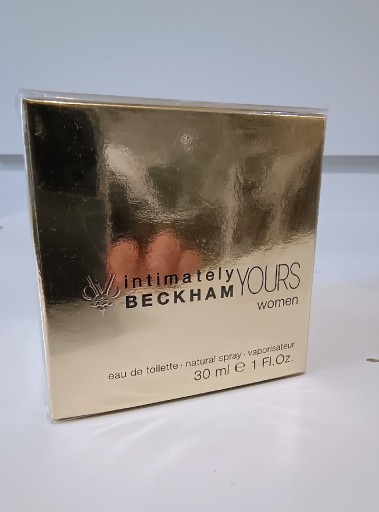 intimately
BECKHAM YOURS
women
eau de toilette · natural spray · vaporisateur
30 ml ℮ 1 Fl.Oz.